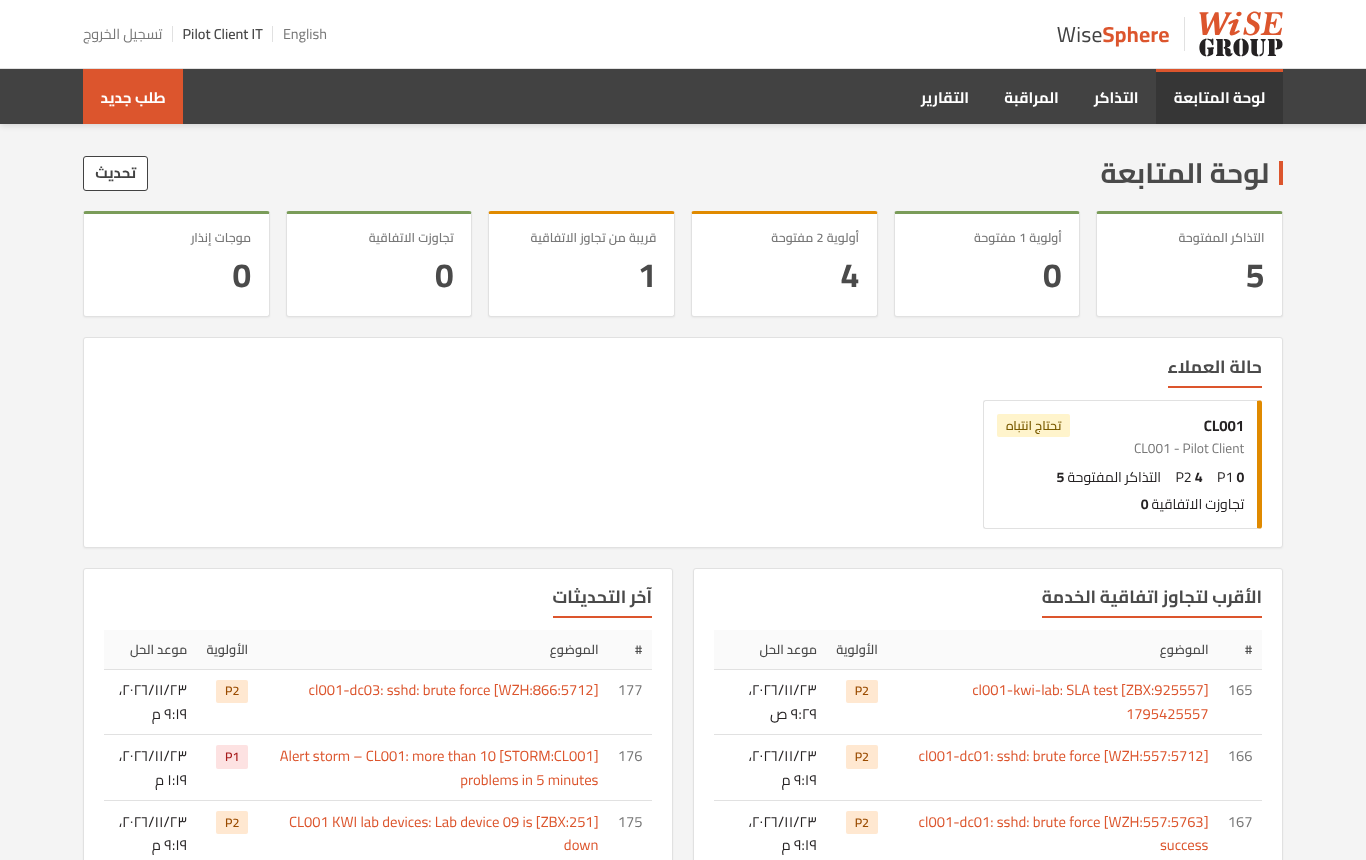 WiSE
GROUP
WiseSphere
English
Pilot Client IT
تسجيل الخروج
لوحة المتابعة
التذاكر
المراقبة
التقارير
طلب جديد
لوحة المتابعة
تحديث
التذاكر المفتوحة
5
أولوية 1 مفتوحة
0
أولوية 2 مفتوحة
4
قريبة من تجاوز الاتفاقية
1
تجاوزت الاتفاقية
0
موجات إنذار
0
حالة العملاء
CL001
تحتاج انتباه
CL001 - Pilot Client
P1 0 P2 4 التذاكر المفتوحة 5
تجاوزت الاتفاقية 0
الأقرب لتجاوز اتفاقية الخدمة
# الموضوع الأولوية موعد الحل
165 cl001-kwi-lab: SLA test [ZBX:925557] P2 ٢٣‏/١١‏/٢٠٢٦،
1795425557 ٩:٢٩ ص
166 cl001-dc01: sshd: brute force [WZH:557:5712] P2 ٢٣‏/١١‏/٢٠٢٦،
٩:١٩ م
167 cl001-dc01: sshd: brute force [WZH:557:5763] P2 ٢٣‏/١١‏/٢٠٢٦،
success ٩:١٩ م
آخر التحديثات
# الموضوع الأولوية موعد الحل
177 cl001-dc03: sshd: brute force [WZH:866:5712] P2 ٢٣‏/١١‏/٢٠٢٦،
٩:١٩ م
176 Alert storm – CL001: more than 10 [STORM:CL001] P1 ٢٣‏/١١‏/٢٠٢٦،
problems in 5 minutes ١:١٩ م
175 CL001 KWI lab devices: Lab device 09 is [ZBX:251] P2 ٢٣‏/١١‏/٢٠٢٦،
down ٩:١٩ م